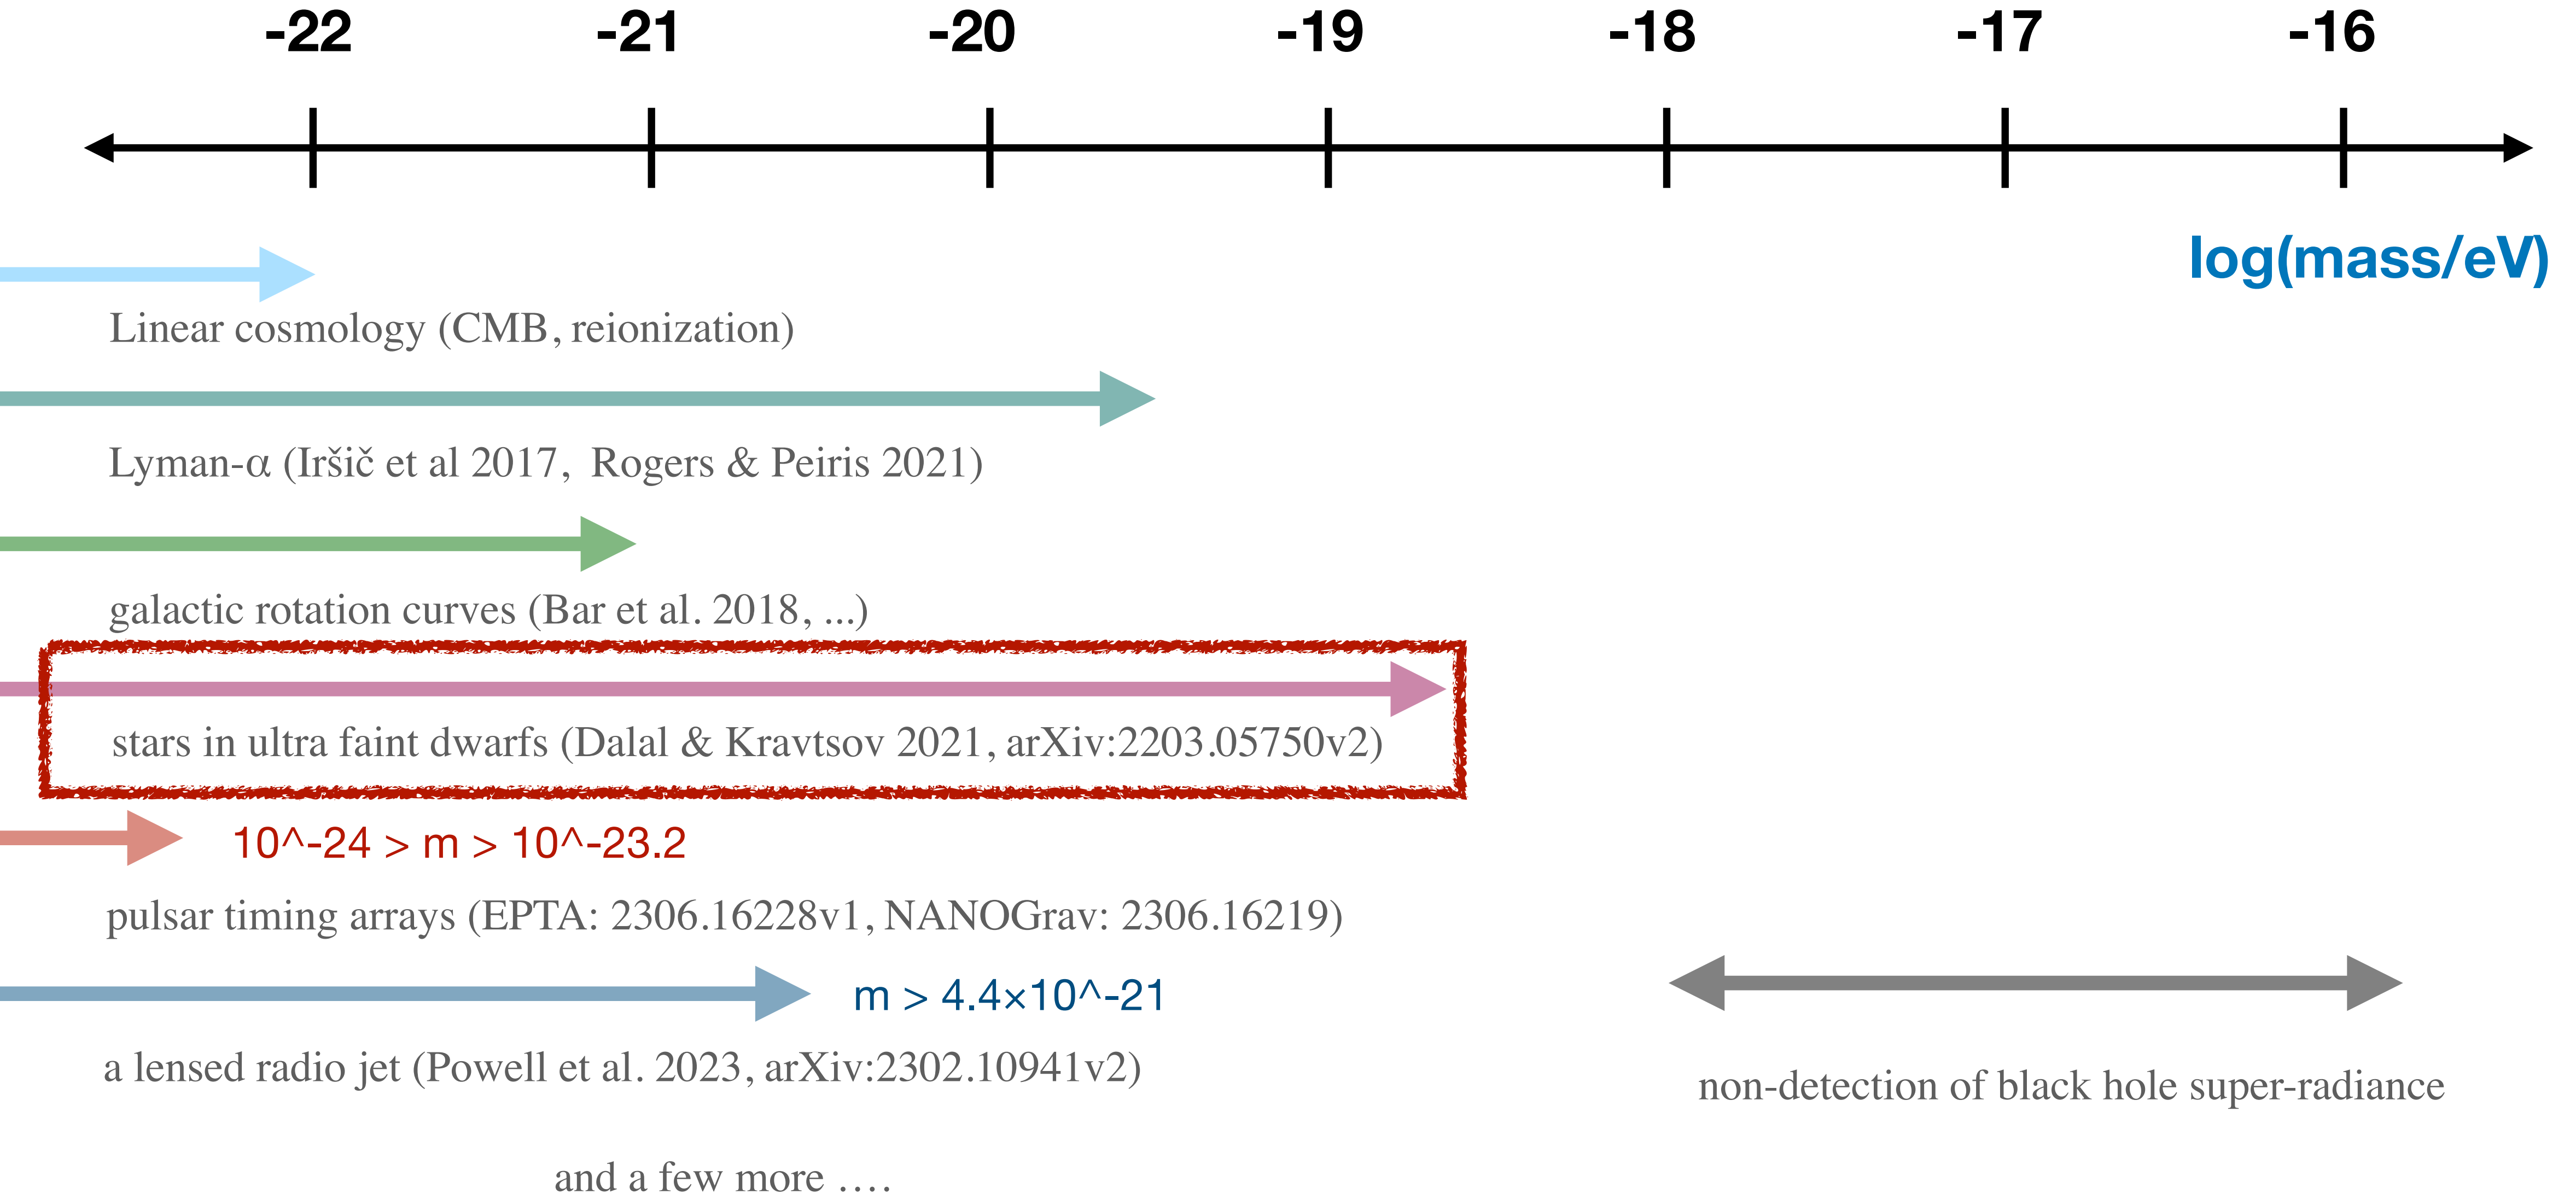 -22 -21 -20 -19 -18 -17 -16
log(mass/eV)
Linear cosmology (CMB, reionization)
Lyman-α (Iršič et al 2017, Rogers & Peiris 2021)
galactic rotation curves (Bar et al. 2018, ...)
stars in ultra faint dwarfs (Dalal & Kravtsov 2021, arXiv:2203.05750v2)
10^-24 > m > 10^-23.2
pulsar timing arrays (EPTA: 2306.16228v1, NANOGrav: 2306.16219)
m > 4.4×10^-21
a lensed radio jet (Powell et al. 2023, arXiv:2302.10941v2)
non-detection of black hole super-radiance
and a few more ….